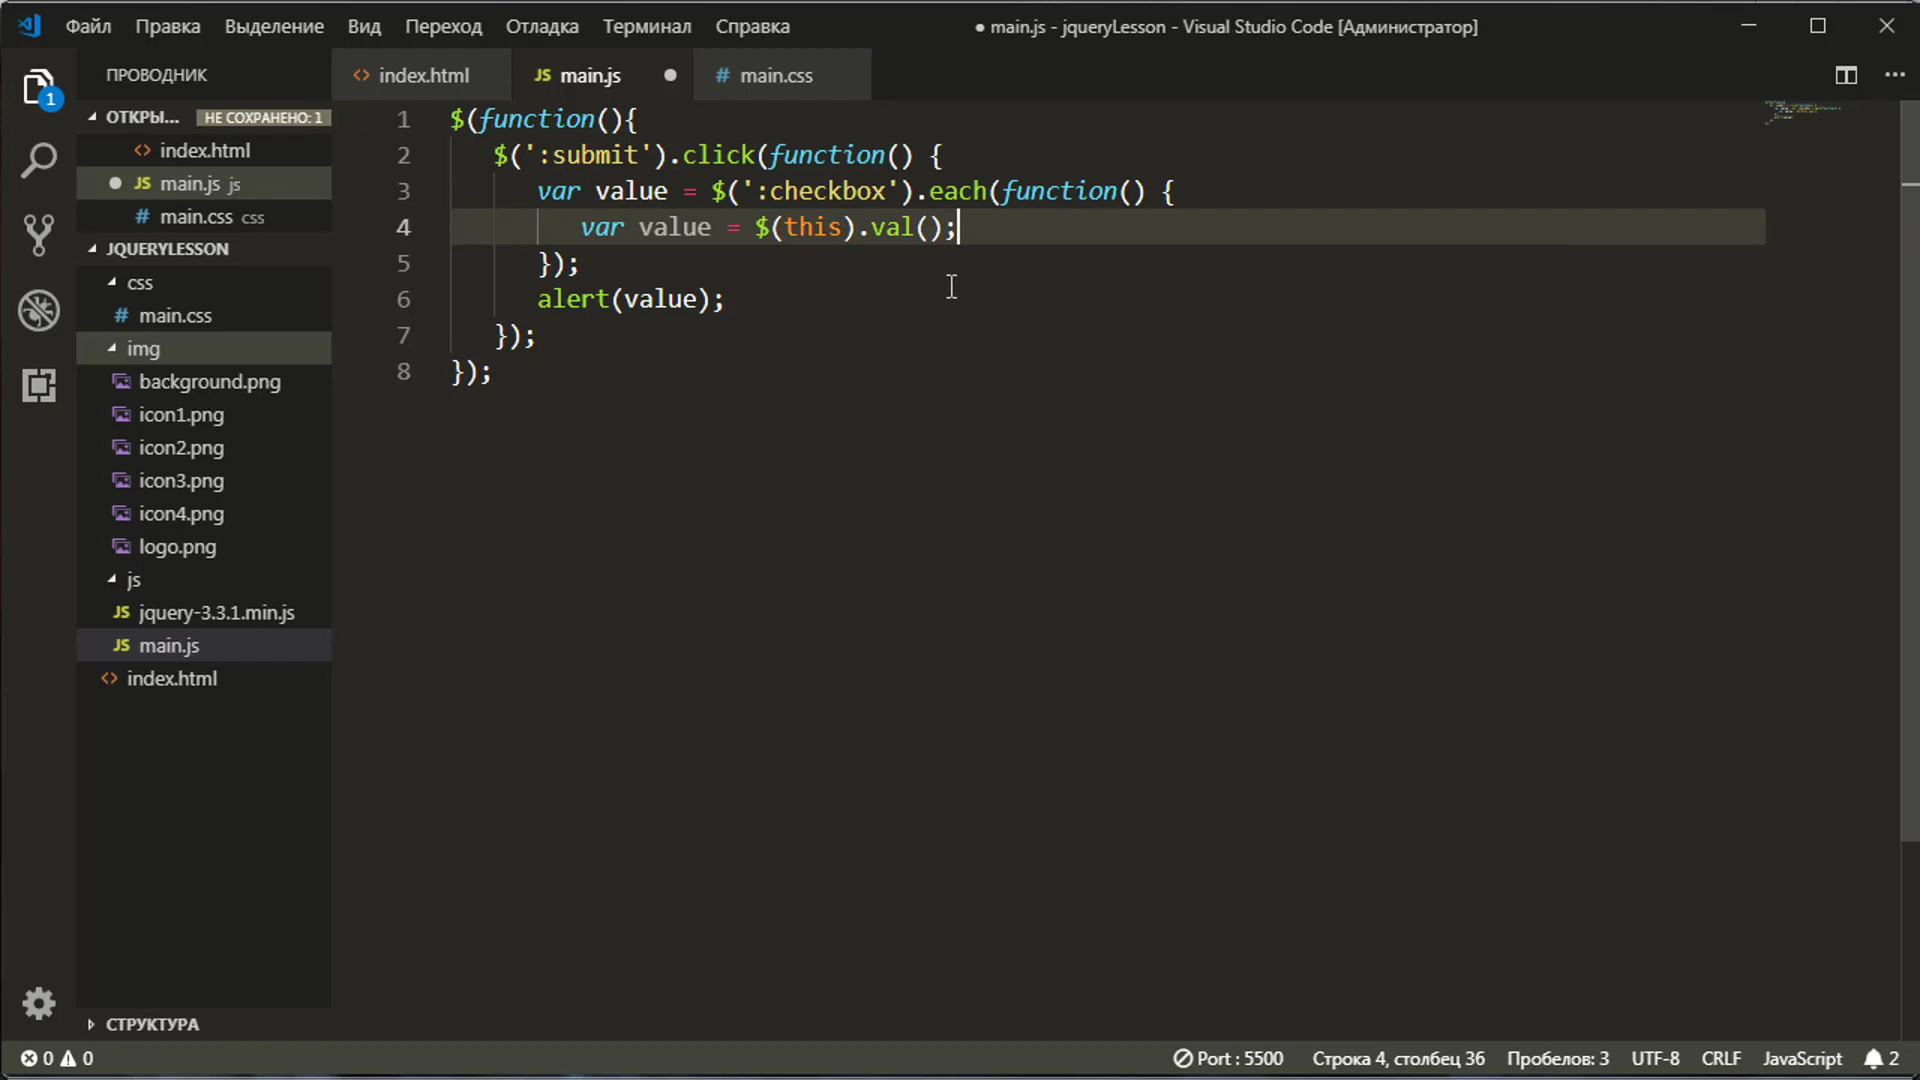 Файл Правка Выделение Вид Переход Отладка Терминал Справка ● main.js - jqueryLesson - Visual Studio Code [Администратор]
ПРОВОДНИК
index.html JS main.js # main.css
1
ОТКРЫ... НЕ СОХРАНЕНО: 1
index.html
JS main.js js
# main.css css
JQUERYLESSON
css
# main.css
img
background.png
icon1.png
icon2.png
icon3.png
icon4.png
logo.png
js
JS jquery-3.3.1.min.js
JS main.js
index.html
СТРУКТУРА
1 $(function(){
2 $(':submit').click(function() {
3 var value = $(':checkbox').each(function() {
4 var value = $(this).val();
5 });
6 alert(value);
7 });
8 });
0 0 Port : 5500 Строка 4, столбец 36 Пробелов: 3 UTF-8 CRLF JavaScript 2